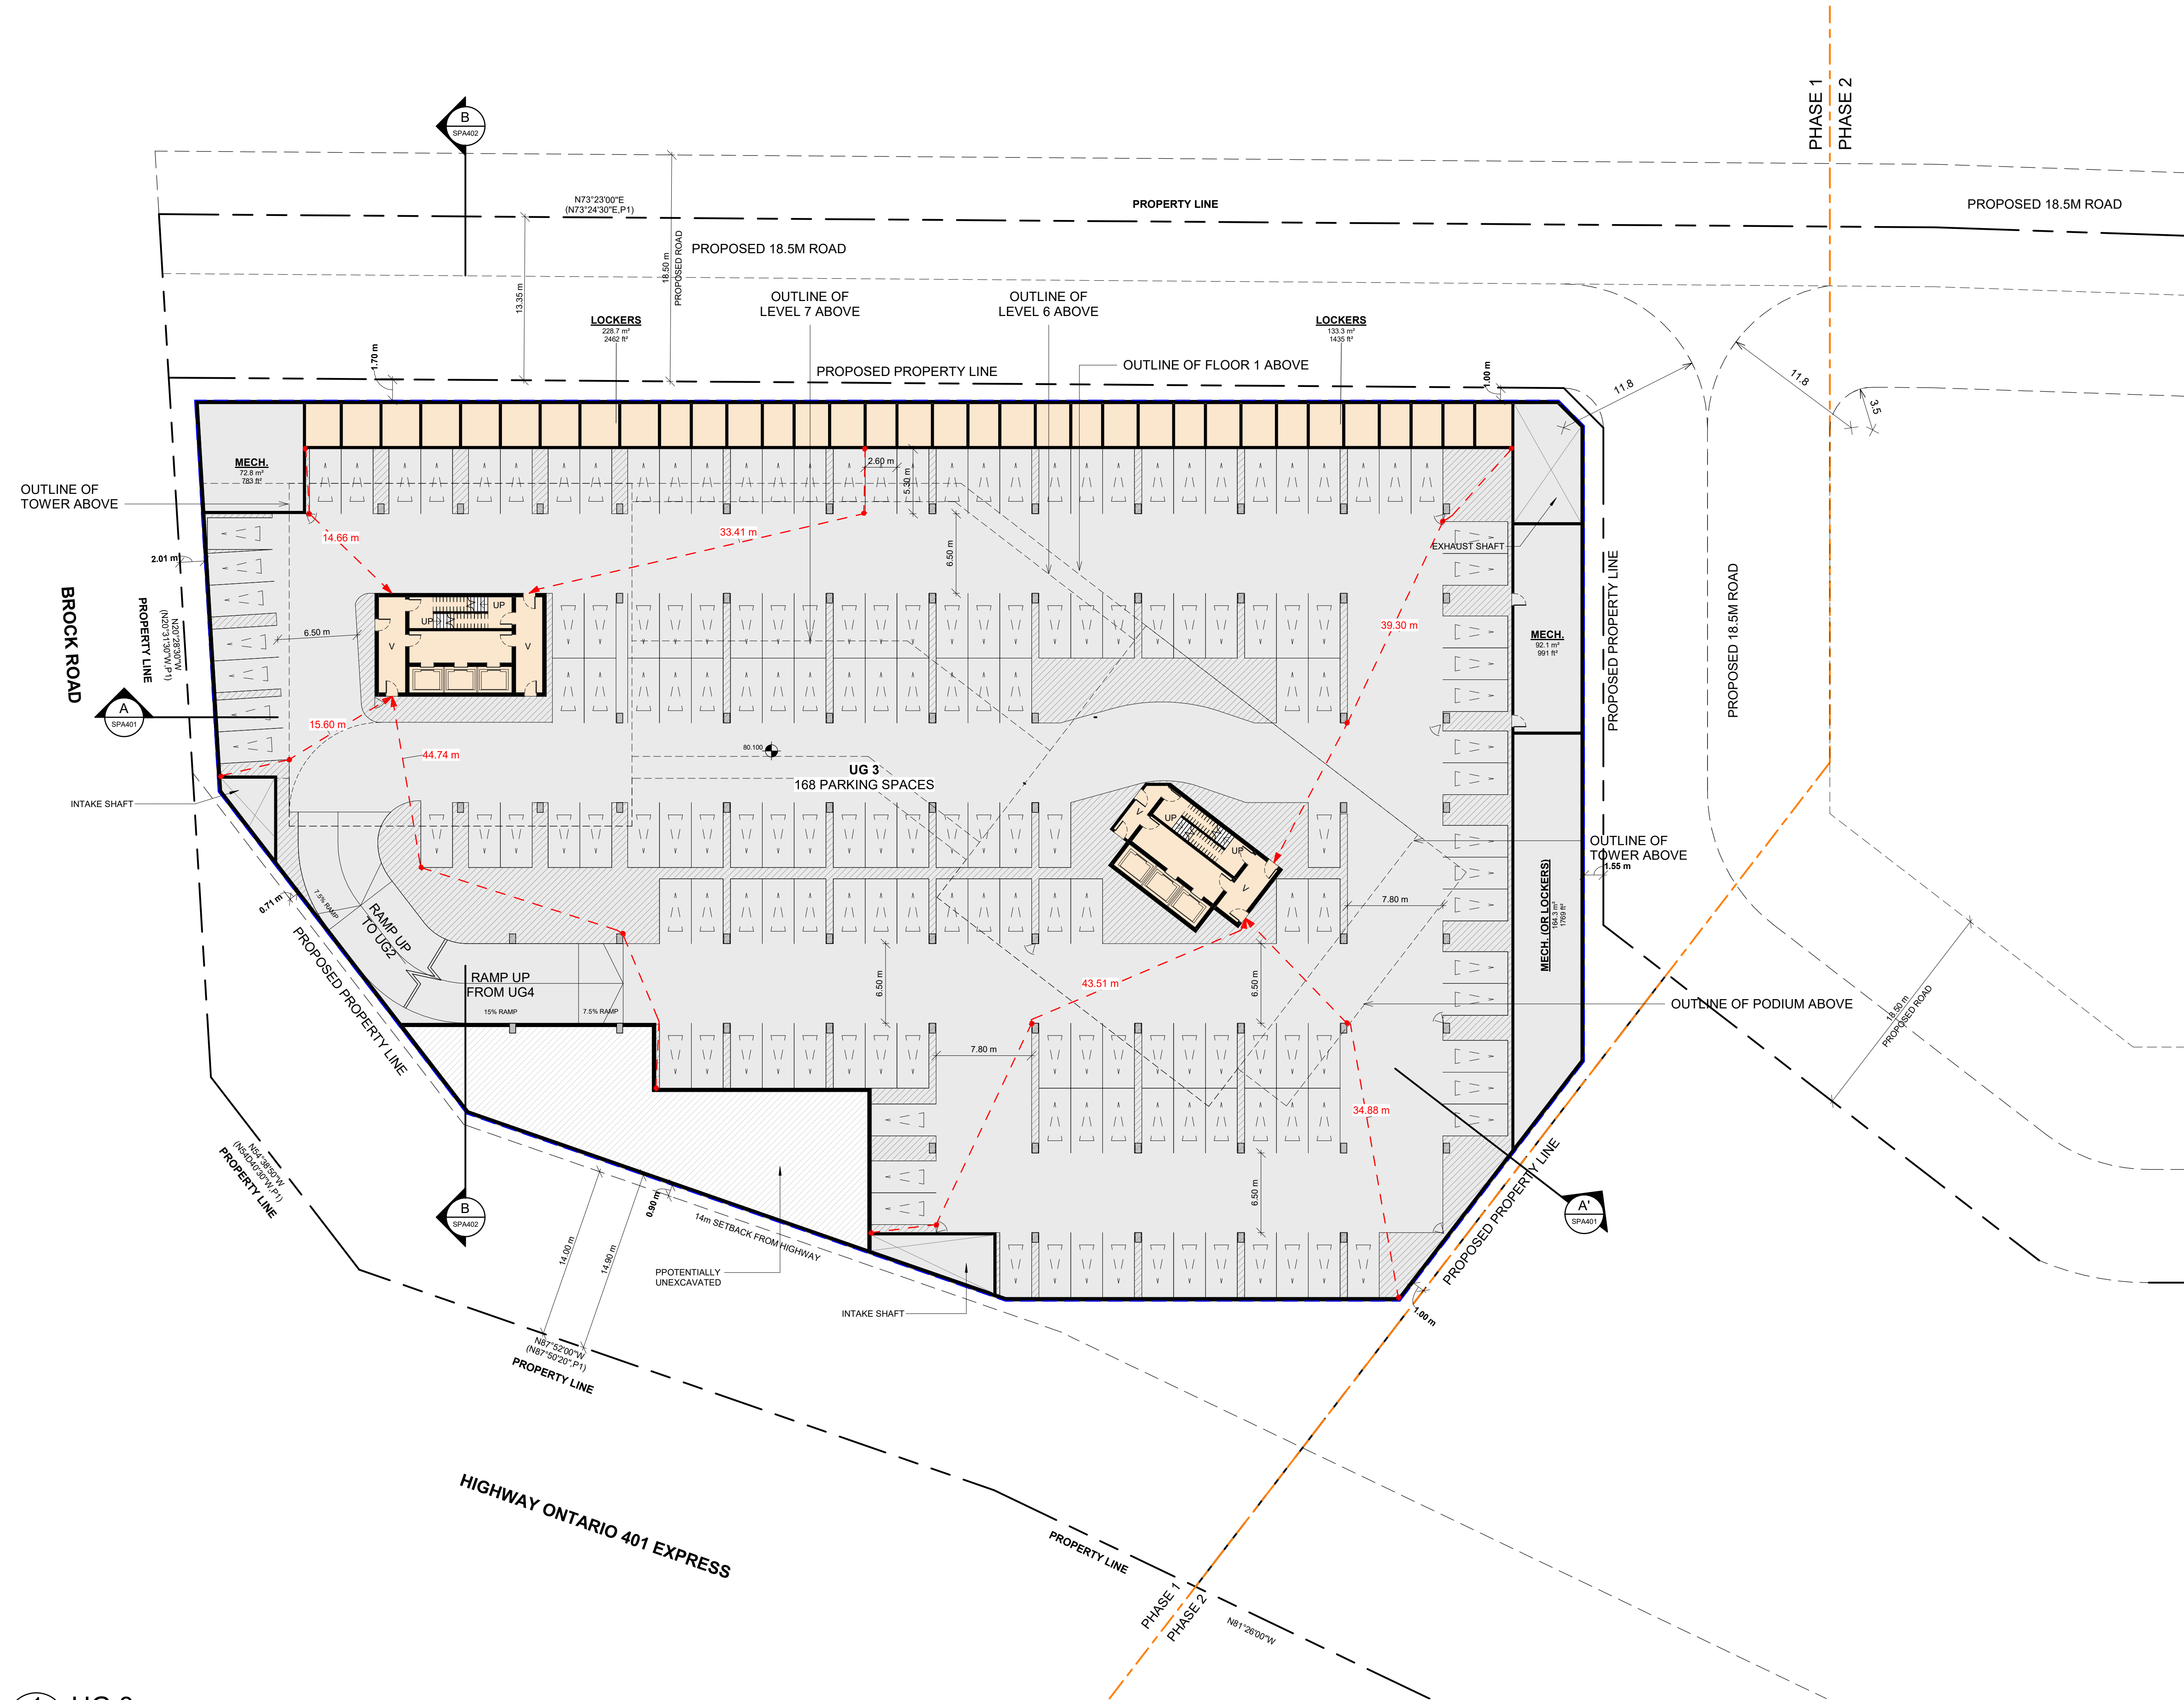 PHASE 1
PHASE 2
B
SPA402
N73°23'00"E
(N73°24'30"E,P1)
PROPERTY LINE
PROPOSED 18.5M ROAD
PROPOSED 18.5M ROAD
18.50 m
PROPOSED ROAD
13.35 m
OUTLINE OF
LEVEL 7 ABOVE
OUTLINE OF
LEVEL 6 ABOVE
LOCKERS
228.7 m²
2462 ft²
LOCKERS
133.3 m²
1435 ft²
1.70 m
PROPOSED PROPERTY LINE
OUTLINE OF FLOOR 1 ABOVE
1.00 m
11.8
11.8
3.5
MECH.
72.8 m²
783 ft²
OUTLINE OF
TOWER ABOVE
2.60 m
5.30 m
14.66 m
33.41 m
6.50 m
EXHAUST SHAFT
2.01 m
BROCK ROAD
PROPERTY LINE
N20°28'30"W
(N20°31'30"W,P1)
6.50 m
UP
UP
V
V
39.30 m
MECH.
92.1 m²
991 ft²
PROPOSED PROPERTY LINE
PROPOSED 18.5M ROAD
A
SPA401
15.60 m
44.74 m
80.100
UG 3
168 PARKING SPACES
INTAKE SHAFT
V
UP
UP
V
OUTLINE OF
TOWER ABOVE
1.55 m
MECH. (OR LOCKERS)
164.3 m²
1769 ft²
7.80 m
0.71 m
7.5% RAMP
RAMP UP
TO UG2
RAMP UP
FROM UG4
15% RAMP
7.5% RAMP
PROPOSED PROPERTY LINE
6.50 m
43.51 m
6.50 m
OUTLINE OF PODIUM ABOVE
18.50 m
PROPOSED ROAD
7.80 m
34.88 m
N54°38'50"W
(N54D40'30"W,P1)
PROPERTY LINE
B
SPA402
0.90 m
14m SETBACK FROM HIGHWAY
14.00 m
14.90 m
PPOTENTIALLY
UNEXCAVATED
INTAKE SHAFT
6.50 m
A'
SPA401
PROPOSED PROPERTY LINE
1.00 m
N87°52'00"W
(N87°50'20",P1)
PROPERTY LINE
HIGHWAY ONTARIO 401 EXPRESS
PROPERTY LINE
PHASE 1
PHASE 2
N81°26'00"W